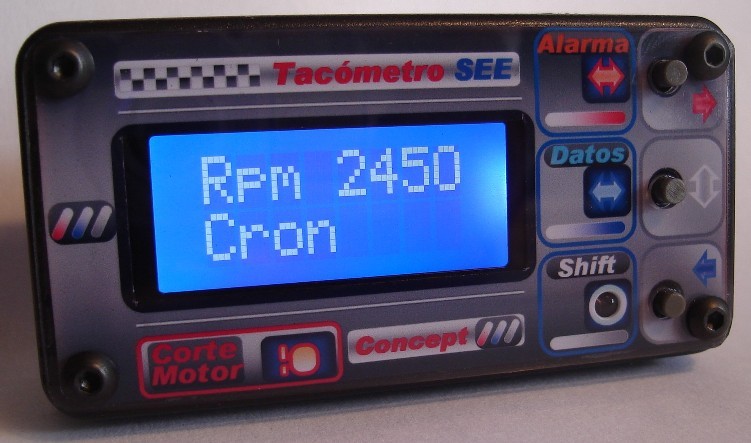 Tacómetro SEE
Rpm 2450
Cron
Alarma
Datos
Shift
Corte
Motor
Concept